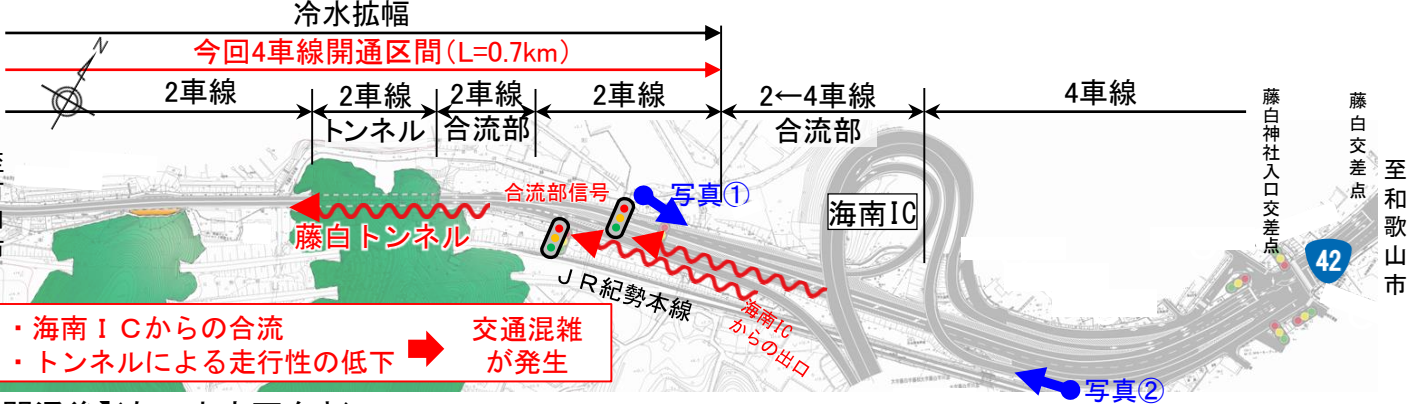 冷水拡幅
今回4車線開通区間(L=0.7km)
2車線
2車線
トンネル
2車線
合流部
2車線
2←4車線
合流部
4車線
N
藤白神社入口交差点
藤白交差点
至和歌山市
合流部信号
写真①
海南IC
藤白トンネル
JR紀勢本線
海南IC
からの出口
42
・海南ICからの合流
・トンネルによる走行性の低下
交通混雑
が発生
写真②